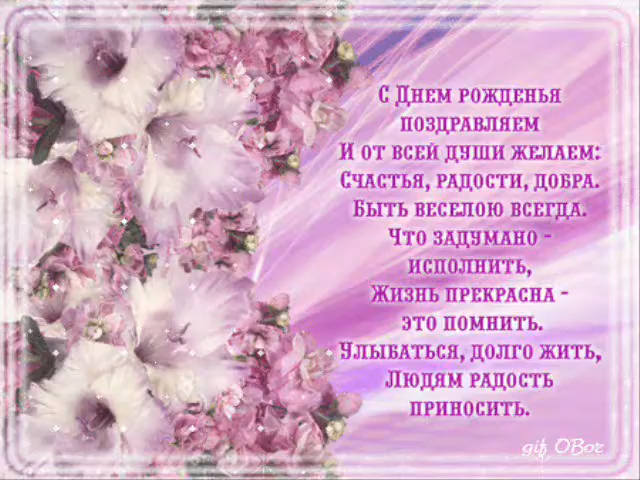 С Днем рожденья
поздравляем
И от всей души желаем:
Счастья, радости, добра.
Быть веселою всегда.
Что задумано -
исполнить,
Жизнь прекрасна -
это помнить.
Улыбаться, долго жить,
Людям радость
приносить.
gif OBor